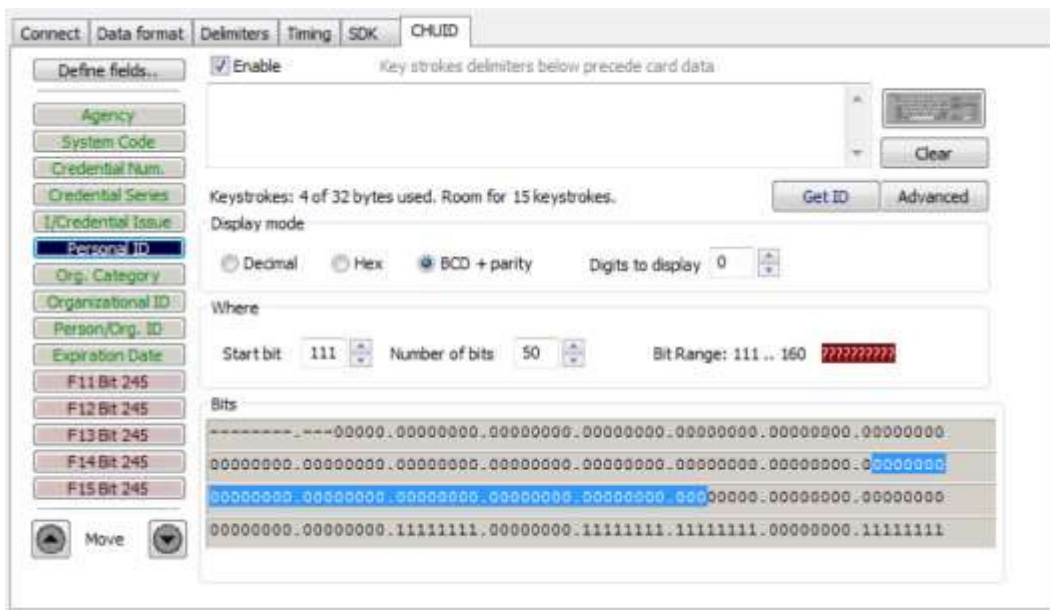 Connect Data format Delimiters Timing SDK CHUID
Define fields.. Enable Key strokes delimiters below precede card data
Agency
System Code
Clear
Credential Num.
Credential Series Keystrokes: 4 of 32 bytes used. Room for 15 keystrokes. Get ID Advanced
I/Credential Issue Display mode
Personal ID
Decimal Hex BCD + parity Digits to display 0
Org. Category
Organizational ID Where
Person/Org. ID
Expiration Date Start bit 111 Number of bits 50 Bit Range: 111 .. 160 ??????????
F11 Bit 245
F12 Bit 245 Bits
F13 Bit 245 --------.---00000.00000000.00000000.00000000.00000000.00000000.00000000
F14 Bit 245 00000000.00000000.00000000.00000000.00000000.00000000.00000000.00000000
F15 Bit 245 00000000.00000000.00000000.00000000.00000000.00000000.00000000.00000000
Move 00000000.00000000.11111111.00000000.11111111.11111111.00000000.11111111